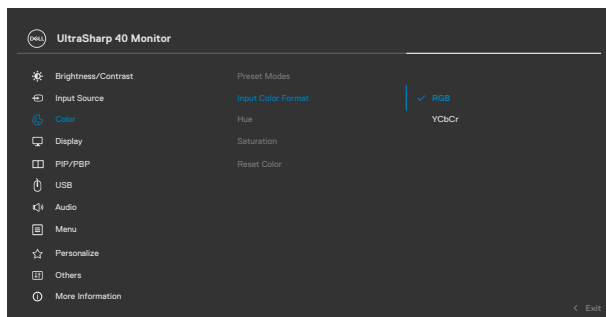 DELL UltraSharp 40 Monitor
Brightness/Contrast
Input Source
Color
Display
PIP/PBP
USB
Audio
Menu
Personalize
Others
More Information
Preset Modes
Input Color Format
Hue
Saturation
Reset Color
RGB
YCbCr
Exit